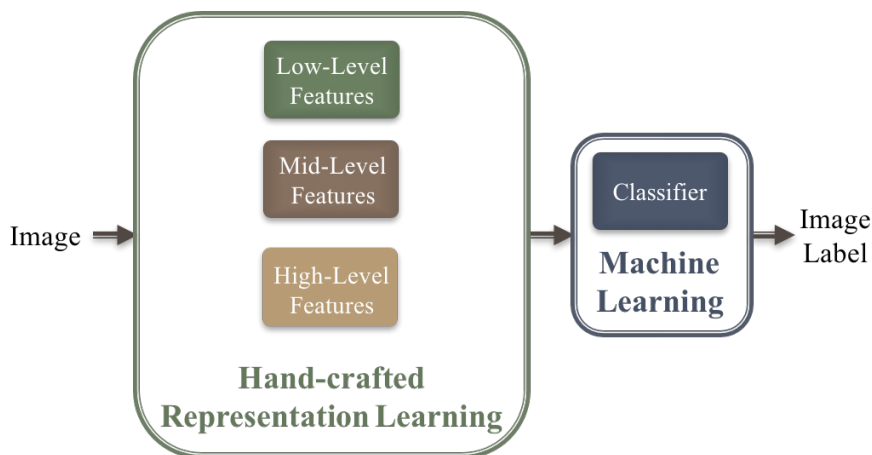 Image
Low-Level
Features
Mid-Level
Features
High-Level
Features
Hand-crafted
Representation Learning
Classifier
Machine
Learning
Image
Label